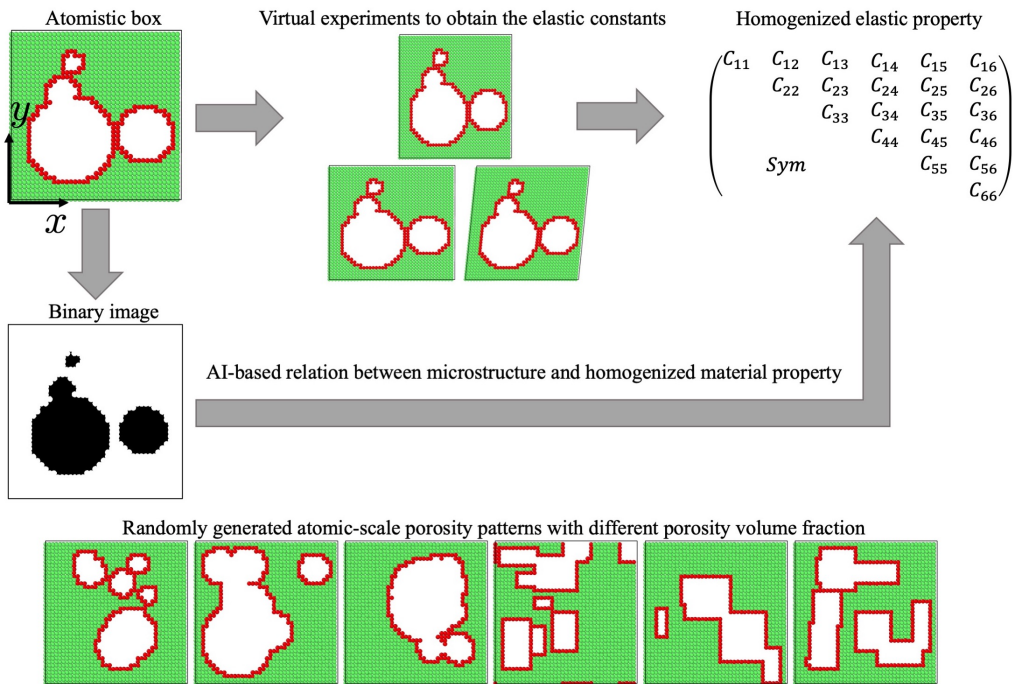 Atomistic box
Virtual experiments to obtain the elastic constants
Homogenized elastic property
y
x
C11 C12 C13 C14 C15 C16
C22 C23 C24 C25 C26
C33 C34 C35 C36
C44 C45 C46
Sym C55 C56
C66
Binary image
AI-based relation between microstructure and homogenized material property
Randomly generated atomic-scale porosity patterns with different porosity volume fraction